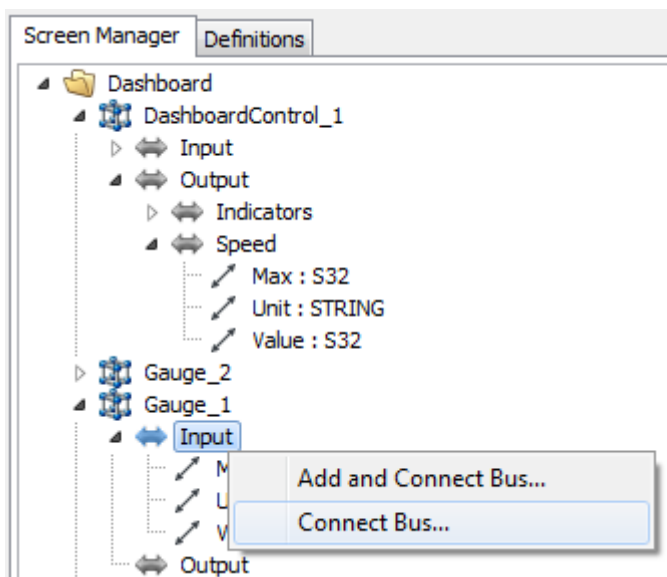 Screen Manager Definitions
Dashboard
DashboardControl_1
Input
Output
Indicators
Speed
Max : S32
Unit : STRING
Value : S32
Gauge_2
Gauge_1
Input
Add and Connect Bus...
Connect Bus...
Output